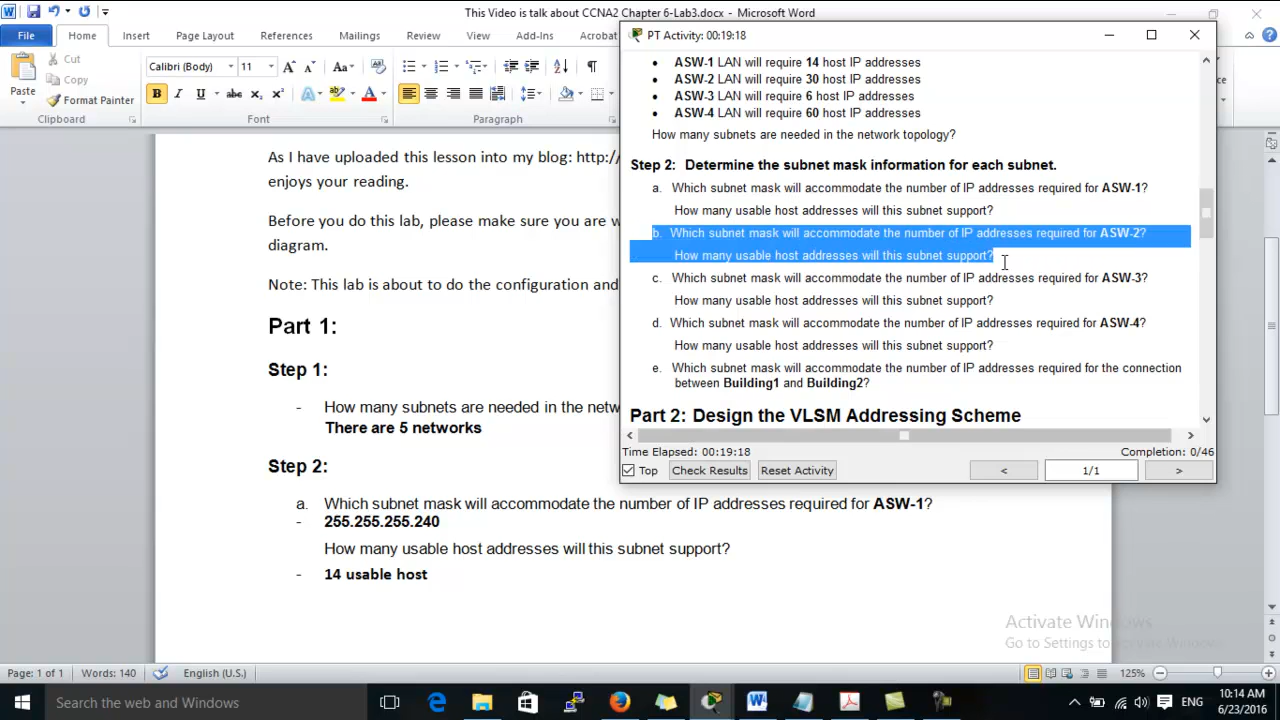 This Video is talk about CCNA2 Chapter 6-Lab3.docx - Microsoft Word
File Home Insert Page Layout References Mailings Review View Add-Ins Acrobat
Cut
Copy
Format Painter
Paste
Clipboard
Calibri (Body) 11
Font
Paragraph
As I have uploaded this lesson into my blog: http:/
enjoys your reading.
Before you do this lab, please make sure you are
diagram.
Note: This lab is about to do the configuration and
Part 1:
Step 1:
- How many subnets are needed in the netw
There are 5 networks
Step 2:
a. Which subnet mask will accommodate the number of IP addresses required for ASW-1?
- 255.255.255.240
How many usable host addresses will this subnet support?
- 14 usable host
PT Activity: 00:19:18
• ASW-1 LAN will require 14 host IP addresses
• ASW-2 LAN will require 30 host IP addresses
• ASW-3 LAN will require 6 host IP addresses
• ASW-4 LAN will require 60 host IP addresses
How many subnets are needed in the network topology?
Step 2: Determine the subnet mask information for each subnet.
a. Which subnet mask will accommodate the number of IP addresses required for ASW-1?
How many usable host addresses will this subnet support?
b. Which subnet mask will accommodate the number of IP addresses required for ASW-2?
How many usable host addresses will this subnet support?
c. Which subnet mask will accommodate the number of IP addresses required for ASW-3?
How many usable host addresses will this subnet support?
d. Which subnet mask will accommodate the number of IP addresses required for ASW-4?
How many usable host addresses will this subnet support?
e. Which subnet mask will accommodate the number of IP addresses required for the connection
between Building1 and Building2?
Part 2: Design the VLSM Addressing Scheme
Time Elapsed: 00:19:18 Completion: 0/46
Top Check Results Reset Activity < 1/1 >
Activate Windows
Go to Settings to Activate Windows.
Page: 1 of 1 Words: 140 English (U.S.) 125%
Search the web and Windows
ENG
10:14 AM
6/23/2016